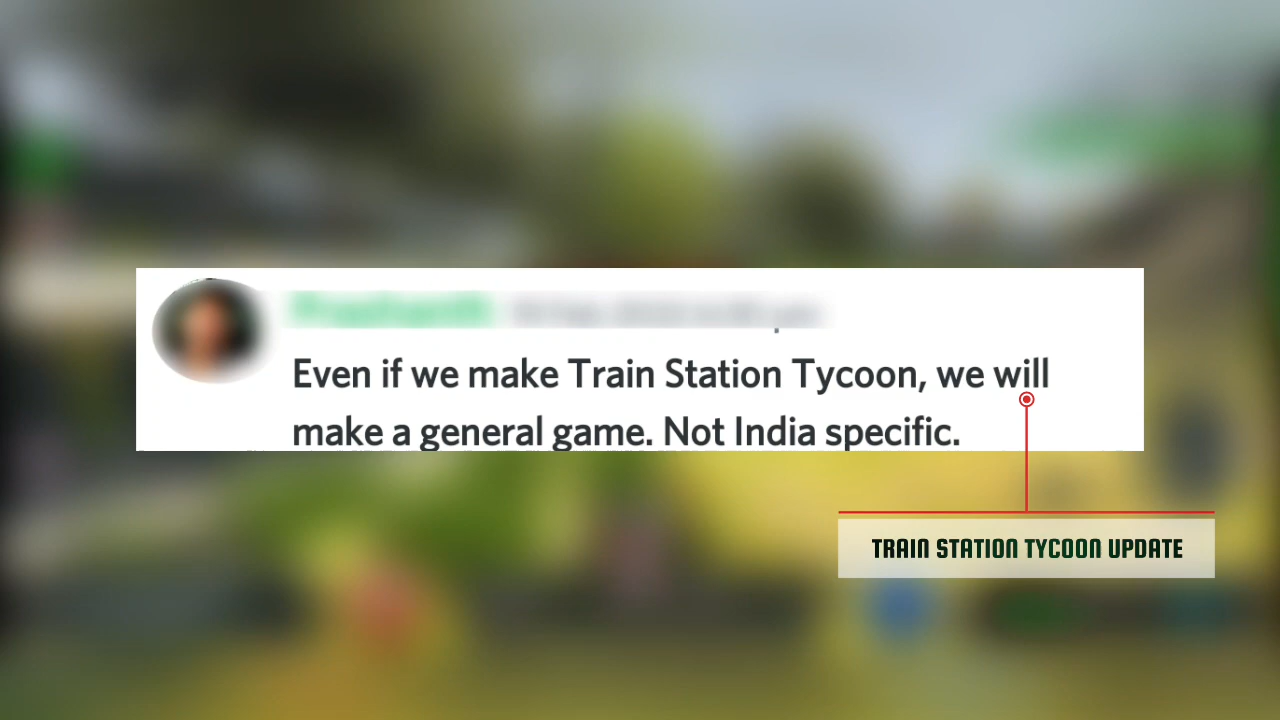 Even if we make Train Station Tycoon, we will
make a general game. Not India specific.
TRAIN STATION TYCOON UPDATE